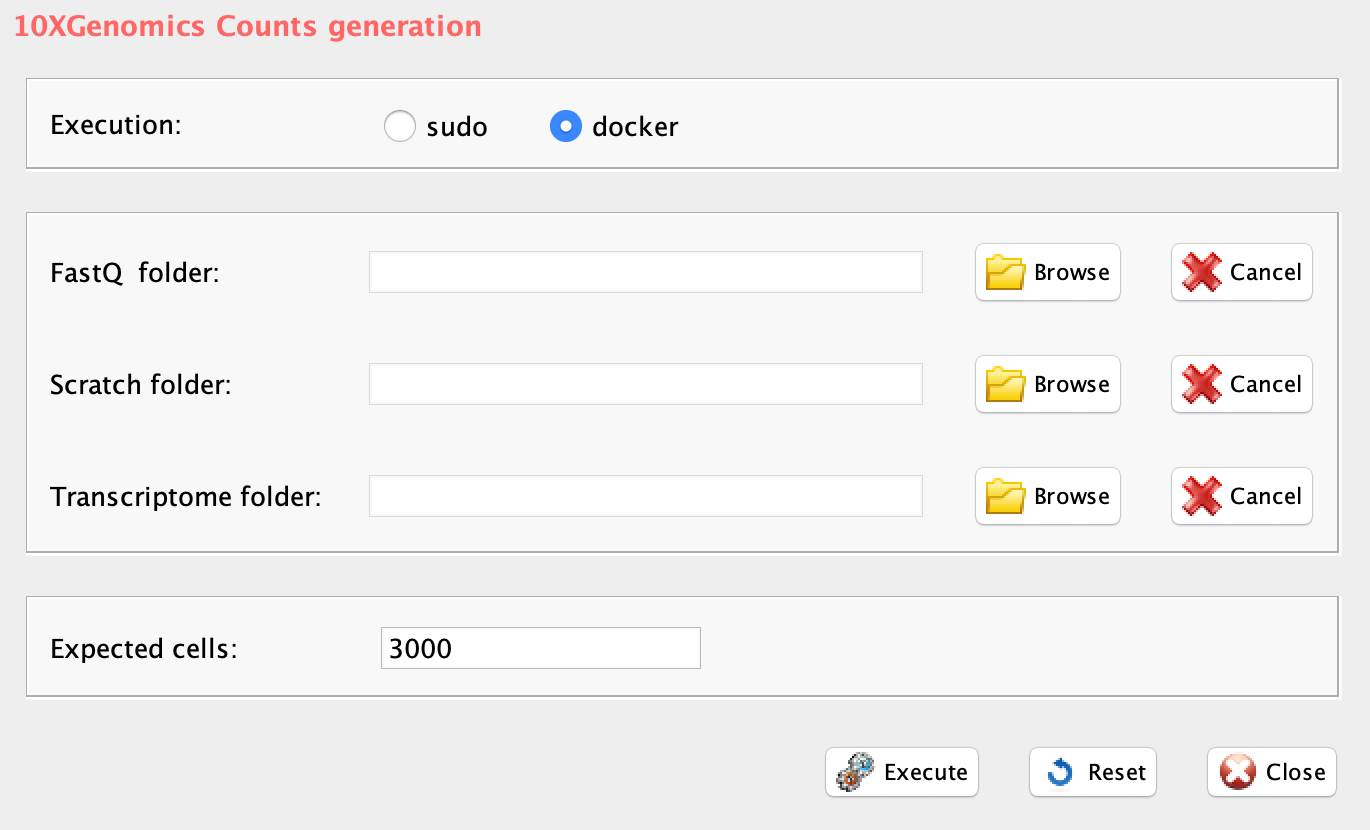 10XGenomics Counts generation
Execution: sudo docker
FastQ folder: Browse Cancel
Scratch folder: Browse Cancel
Transcriptome folder: Browse Cancel
Expected cells: 3000
Execute Reset Close